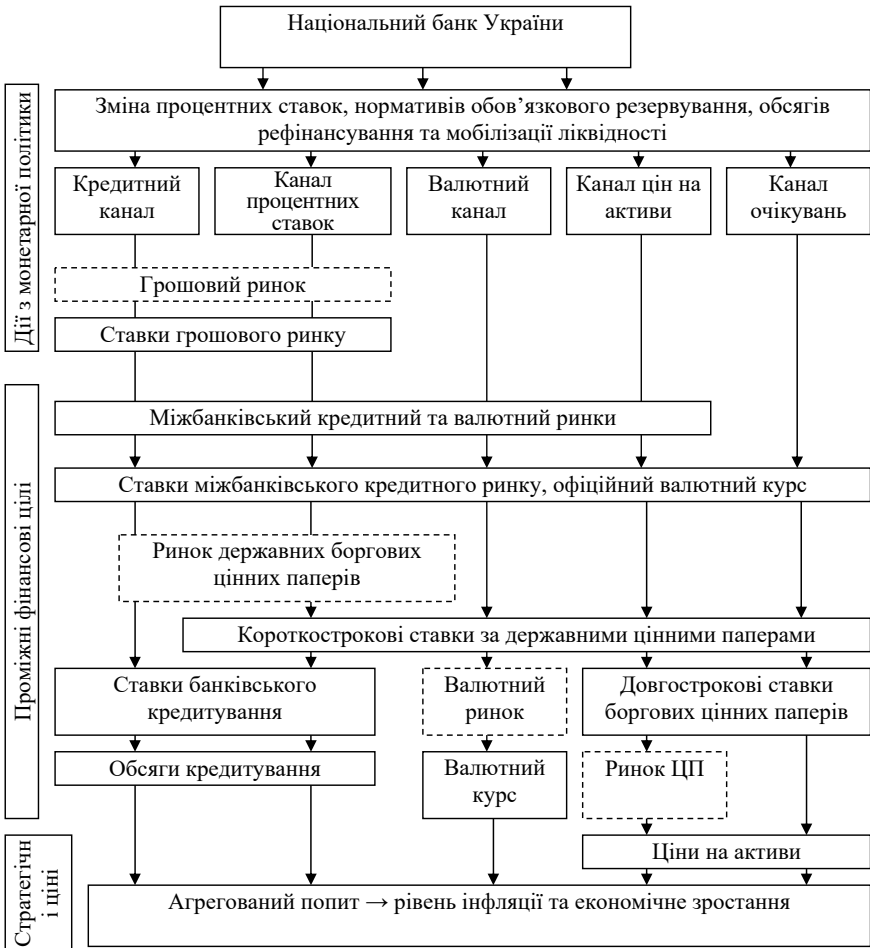 Національний банк України
Дії з монетарної політики
Зміна процентних ставок, нормативів обов’язкового резервування, обсягів
рефінансування та мобілізації ліквідності
Кредитний
канал
Канал
процентних
ставок
Валютний
канал
Канал цін на
активи
Канал
очікувань
Грошовий ринок
Ставки грошового ринку
Проміжні фінансові цілі
Міжбанківський кредитний та валютний ринки
Ставки міжбанківського кредитного ринку, офіційний валютний курс
Ринок державних боргових
цінних паперів
Короткострокові ставки за державними цінними паперами
Ставки банківського
кредитування
Валютний
ринок
Довгострокові ставки
боргових цінних паперів
Обсяги кредитування
Валютний
курс
Ринок ЦП
Стратегічн
і ціні
Ціни на активи
Агрегований попит → рівень інфляції та економічне зростання